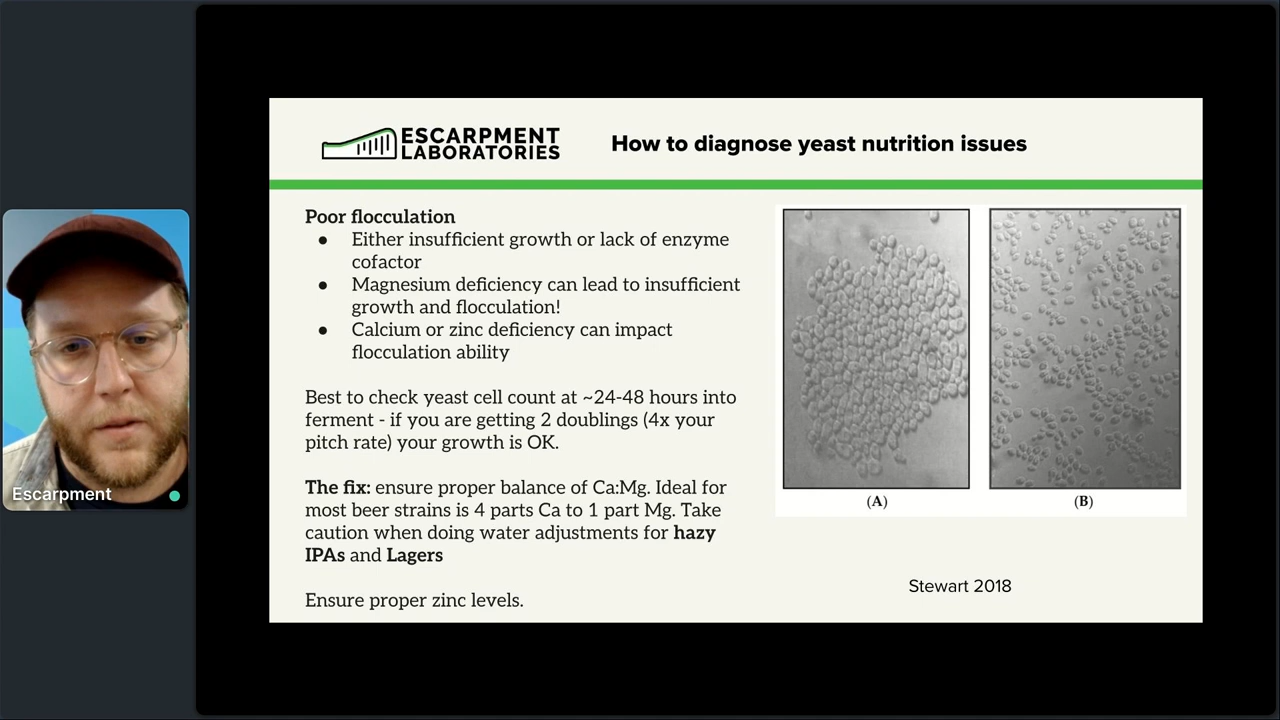 ESCARPMENT
LABORATORIES
How to diagnose yeast nutrition issues
Poor flocculation
● Either insufficient growth or lack of enzyme
cofactor
● Magnesium deficiency can lead to insufficient
growth and flocculation!
● Calcium or zinc deficiency can impact
flocculation ability
Best to check yeast cell count at ~24-48 hours into
ferment - if you are getting 2 doublings (4x your
pitch rate) your growth is OK.
The fix: ensure proper balance of Ca:Mg. Ideal for
most beer strains is 4 parts Ca to 1 part Mg. Take
caution when doing water adjustments for hazy
IPAs and Lagers
Ensure proper zinc levels.
(A)
(B)
Stewart 2018
Escarpment